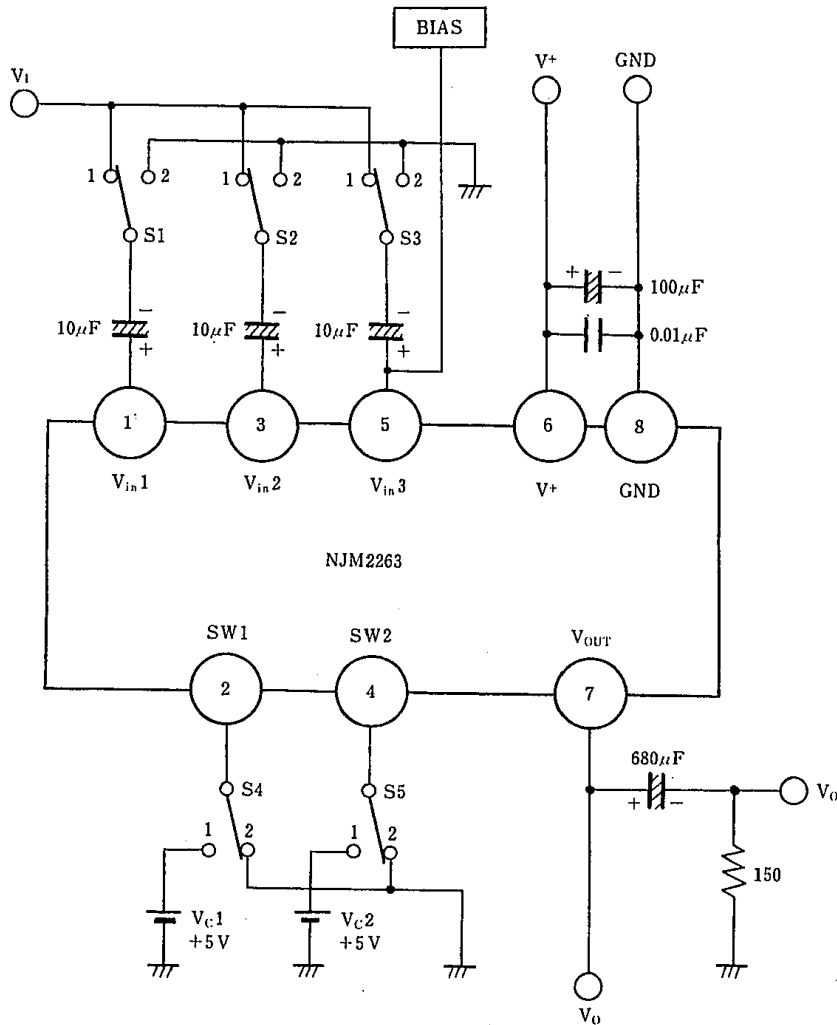 BIAS
V+
GND
V1
1
2
1
2
1
2
S1
S2
S3
+
−
100μF
−
−
−
10μF
10μF
10μF
0.01μF
+
+
+
1
3
5
6
8
Vin1
Vin2
Vin3
V+
GND
NJM2263
SW1
SW2
VOUT
2
4
7
680μF
S4
S5
+
−
VO
1
2
1
2
150
VC1
+5V
VC2
+5V
VO